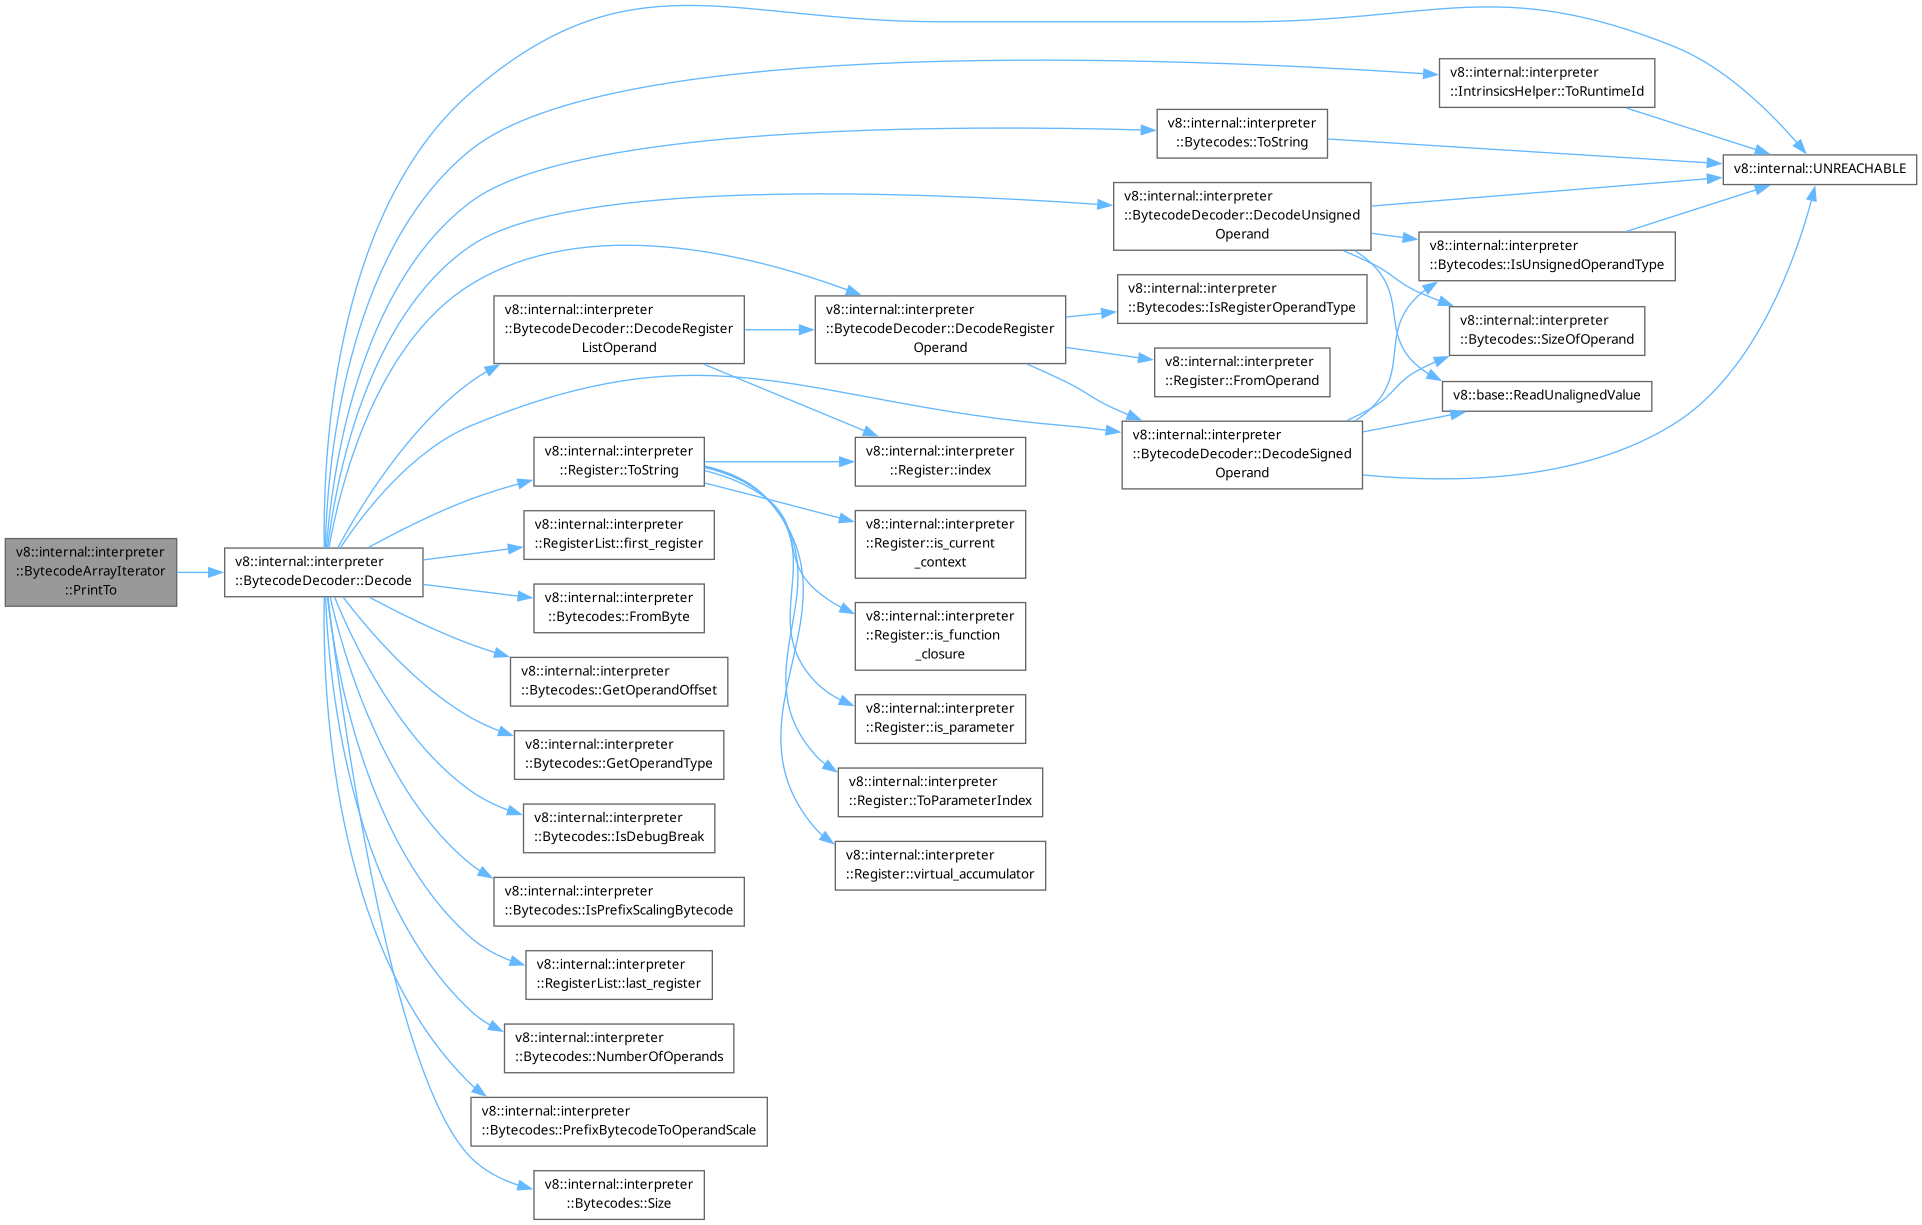 v8::internal::interpreter
::BytecodeArrayIterator
::PrintTo
v8::internal::interpreter
::BytecodeDecoder::Decode
v8::internal::interpreter
::BytecodeDecoder::DecodeRegister
ListOperand
v8::internal::interpreter
::Register::ToString
v8::internal::interpreter
::RegisterList::first_register
v8::internal::interpreter
::Bytecodes::FromByte
v8::internal::interpreter
::Bytecodes::GetOperandOffset
v8::internal::interpreter
::Bytecodes::GetOperandType
v8::internal::interpreter
::Bytecodes::IsDebugBreak
v8::internal::interpreter
::Bytecodes::IsPrefixScalingBytecode
v8::internal::interpreter
::RegisterList::last_register
v8::internal::interpreter
::Bytecodes::NumberOfOperands
v8::internal::interpreter
::Bytecodes::PrefixBytecodeToOperandScale
v8::internal::interpreter
::Bytecodes::Size
v8::internal::interpreter
::BytecodeDecoder::DecodeRegister
Operand
v8::internal::interpreter
::Register::index
v8::internal::interpreter
::Register::is_current
_context
v8::internal::interpreter
::Register::is_function
_closure
v8::internal::interpreter
::Register::is_parameter
v8::internal::interpreter
::Register::ToParameterIndex
v8::internal::interpreter
::Register::virtual_accumulator
v8::internal::interpreter
::Bytecodes::ToString
v8::internal::interpreter
::BytecodeDecoder::DecodeUnsigned
Operand
v8::internal::interpreter
::Bytecodes::IsRegisterOperandType
v8::internal::interpreter
::Register::FromOperand
v8::internal::interpreter
::BytecodeDecoder::DecodeSigned
Operand
v8::internal::interpreter
::IntrinsicsHelper::ToRuntimeId
v8::internal::interpreter
::Bytecodes::IsUnsignedOperandType
v8::internal::interpreter
::Bytecodes::SizeOfOperand
v8::base::ReadUnalignedValue
v8::internal::UNREACHABLE